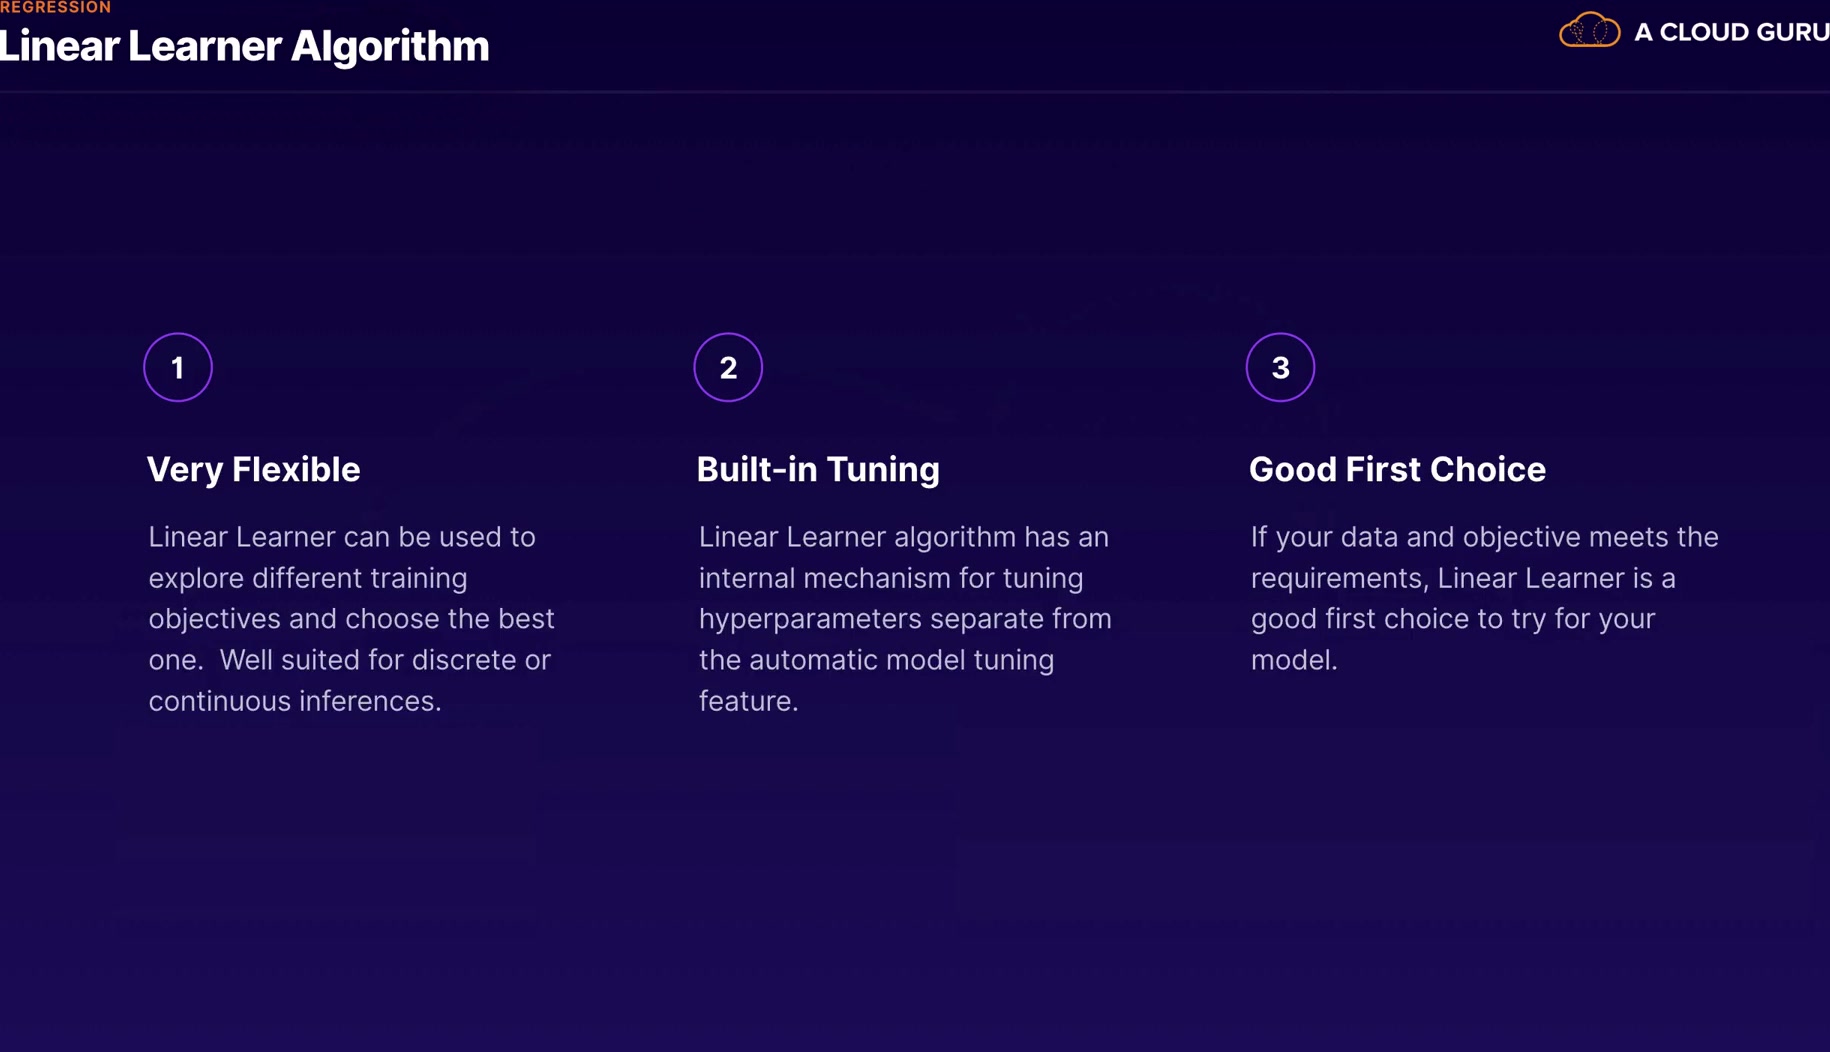 REGRESSION
Linear Learner Algorithm
A CLOUD GURU
1
Very Flexible
Linear Learner can be used to
explore different training
objectives and choose the best
one.  Well suited for discrete or
continuous inferences.
2
Built-in Tuning
Linear Learner algorithm has an
internal mechanism for tuning
hyperparameters separate from
the automatic model tuning
feature.
3
Good First Choice
If your data and objective meets the
requirements, Linear Learner is a
good first choice to try for your
model.